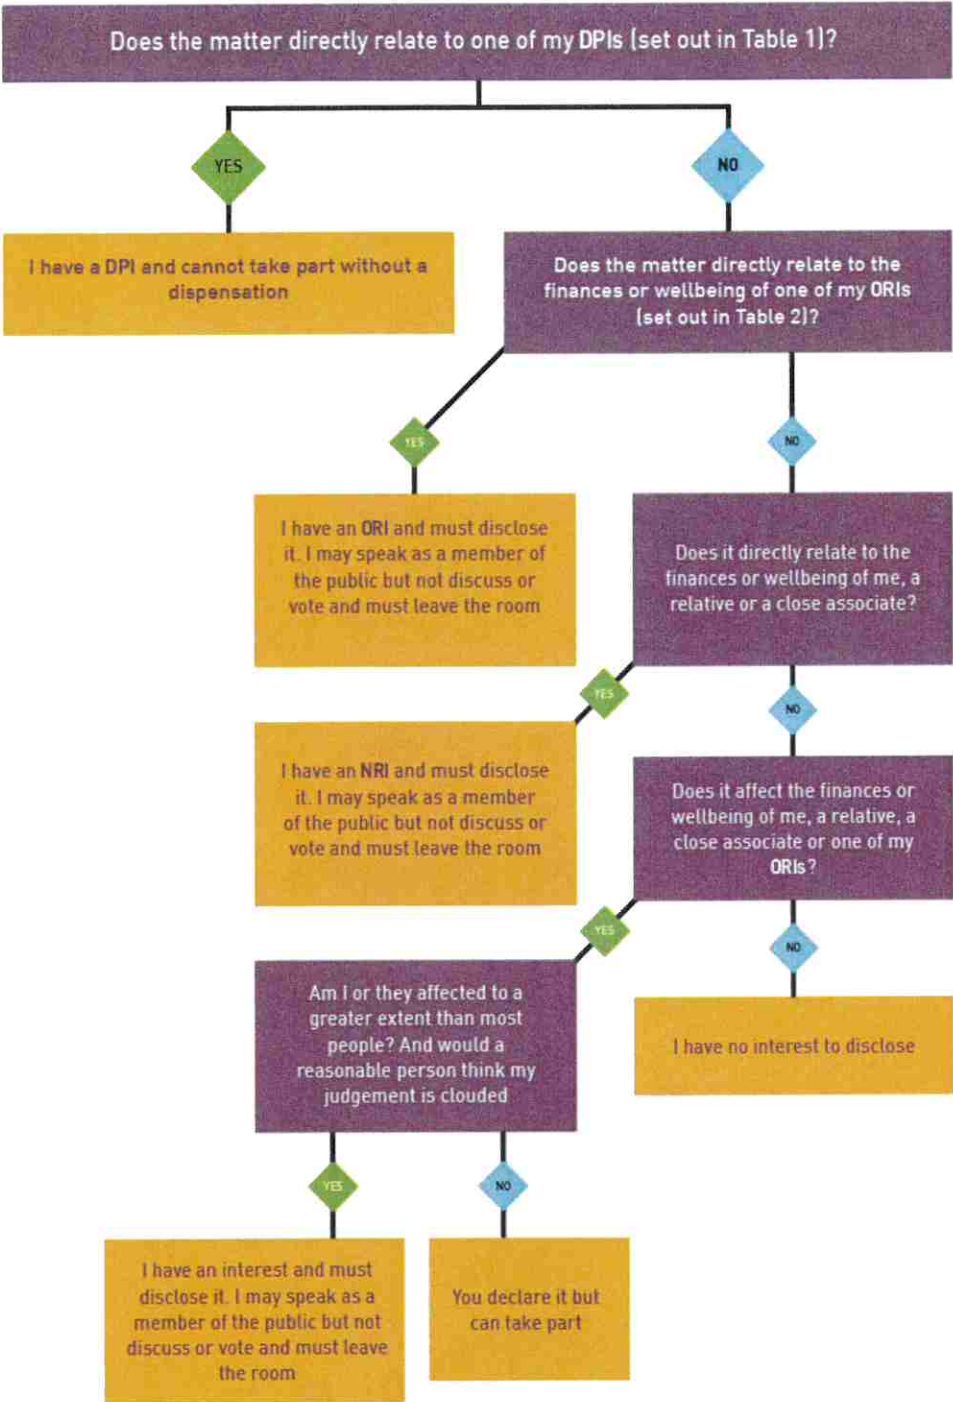 Does the matter directly relate to one of my DPIs (set out in Table 1)?
YES
NO
I have a DPI and cannot take part without a
dispensation
Does the matter directly relate to the
finances or wellbeing of one of my ORIs
(set out in Table 2)?
YES
NO
I have an ORI and must disclose
it. I may speak as a member of
the public but not discuss or
vote and must leave the room
Does it directly relate to the
finances or wellbeing of me, a
relative or a close associate?
YES
NO
I have an NRI and must disclose
it. I may speak as a member
of the public but not discuss or
vote and must leave the room
Does it affect the finances or
wellbeing of me, a relative, a
close associate or one of my
ORIs?
YES
NO
Am I or they affected to a
greater extent than most
people? And would a
reasonable person think my
judgement is clouded
I have no interest to disclose
YES
NO
I have an interest and must
disclose it. I may speak as a
member of the public but not
discuss or vote and must leave
the room
You declare it but
can take part